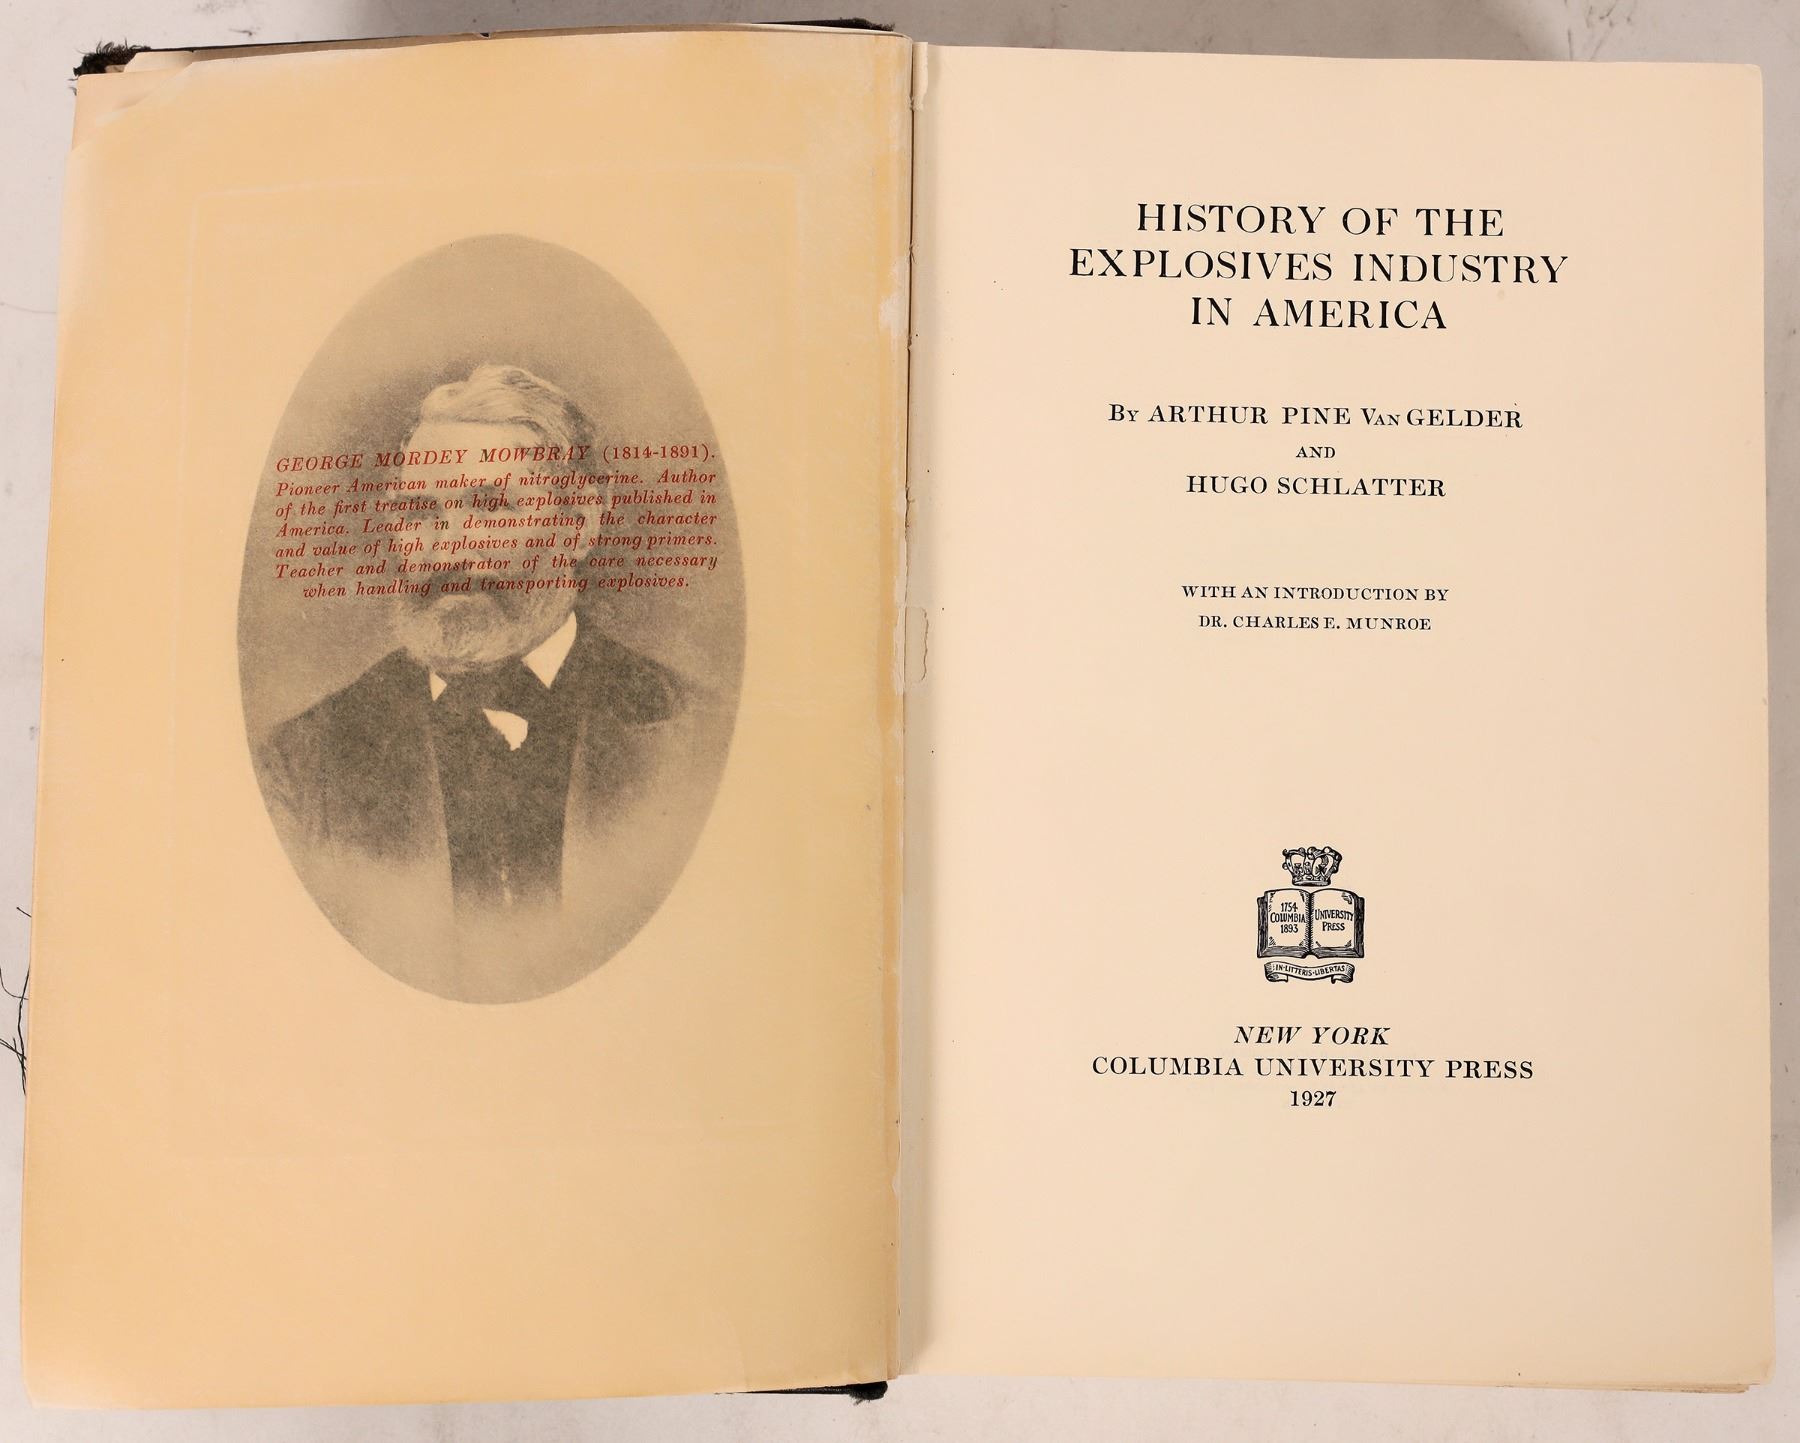 GEORGE MORDEY MOWBRAY (1814-1891).
Pioneer American maker of nitroglycerine. Author
of the first treatise on high explosives published in
America. Leader in demonstrating the character
and value of high explosives and of strong primers.
Teacher and demonstrator of the care necessary
when handling and transporting explosives.
HISTORY OF THE
EXPLOSIVES INDUSTRY
IN AMERICA
By ARTHUR PINE VAN GELDER
AND
HUGO SCHLATTER
WITH AN INTRODUCTION BY
DR. CHARLES E. MUNROE
1754
COLUMBIA
1893
UNIVERSITY
PRESS
IN·LITTERIS·LIBERTAS
NEW YORK
COLUMBIA UNIVERSITY PRESS
1927